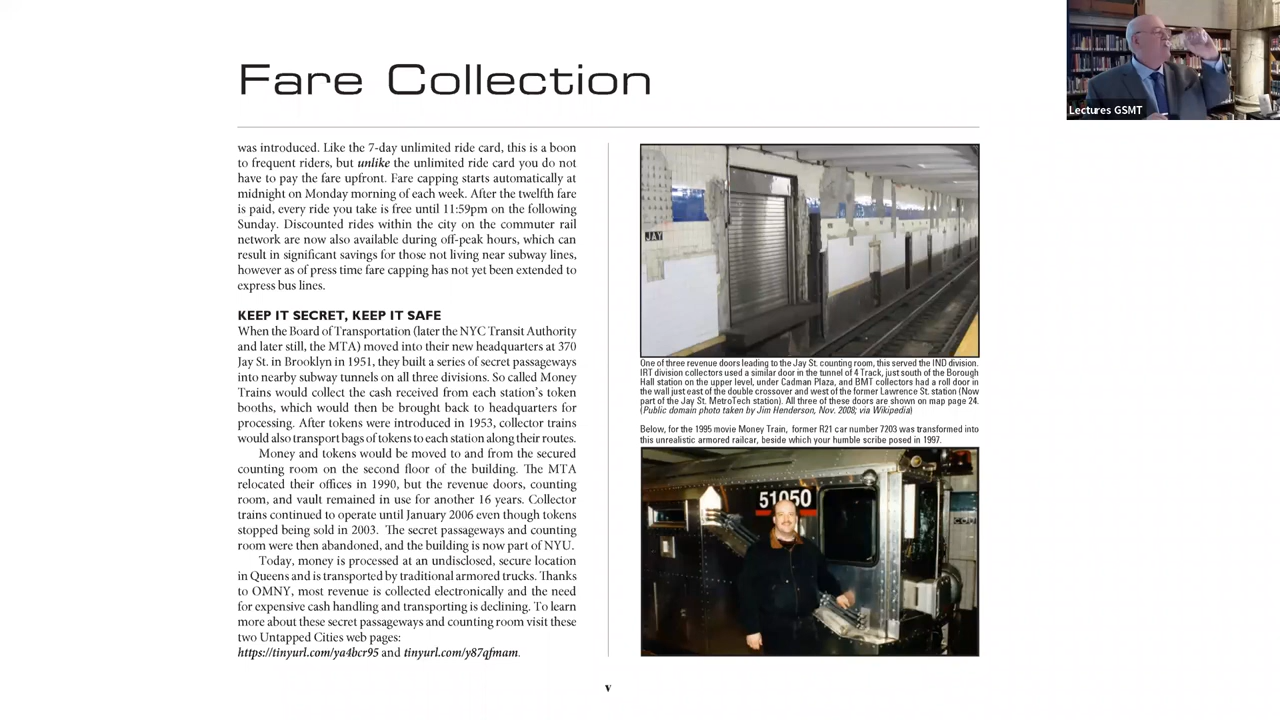 Fare Collection
was introduced. Like the 7-day unlimited ride card, this is a boon
to frequent riders, but unlike the unlimited ride card you do not
have to pay the fare upfront. Fare capping starts automatically at
midnight on Monday morning of each week. After the twelfth fare
is paid, every ride you take is free until 11:59pm on the following
Sunday. Discounted rides within the city on the commuter rail
network are now also available during off-peak hours, which can
result in significant savings for those not living near subway lines,
however as of press time fare capping has not yet been extended to
express bus lines.
KEEP IT SECRET, KEEP IT SAFE
When the Board of Transportation (later the NYC Transit Authority
and later still, the MTA) moved into their new headquarters at 370
Jay St. in Brooklyn in 1951, they built a series of secret passageways
into nearby subway tunnels on all three divisions. So called Money
Trains would collect the cash received from each station's token
booths, which would then be brought back to headquarters for
processing. After tokens were introduced in 1953, collector trains
would also transport bags of tokens to each station along their routes.
Money and tokens would be moved to and from the secured
counting room on the second floor of the building. The MTA
relocated their offices in 1990, but the revenue doors, counting
room, and vault remained in use for another 16 years. Collector
trains continued to operate until January 2006 even though tokens
stopped being sold in 2003. The secret passageways and counting
room were then abandoned, and the building is now part of NYU.
Today, money is processed at an undisclosed, secure location
in Queens and is transported by traditional armored trucks. Thanks
to OMNY, most revenue is collected electronically and the need
for expensive cash handling and transporting is declining. To learn
more about these secret passageways and counting room visit these
two Untapped Cities web pages:
https://tinyurl.com/ya4bcr95 and tinyurl.com/y87qfmam.
JAY
One of three revenue doors leading to the Jay St. counting room, this served the IND division.
IRT division collectors used a similar door in the tunnel of 4 Track, just south of the Borough
Hall station on the upper level, under Cadman Plaza, and BMT collectors had a roll door in
the wall just east of the double crossover and west of the former Lawrence St. station (Now
part of the Jay St. MetroTech station). All three of these doors are shown on map page 24.
(Public domain photo taken by Jim Henderson, Nov. 2008; via Wikipedia)
Below, for the 1995 movie Money Train, former R21 car number 7203 was transformed into
this unrealistic armored railcar, beside which your humble scribe posed in 1997.
51050
v
Lectures GSMT